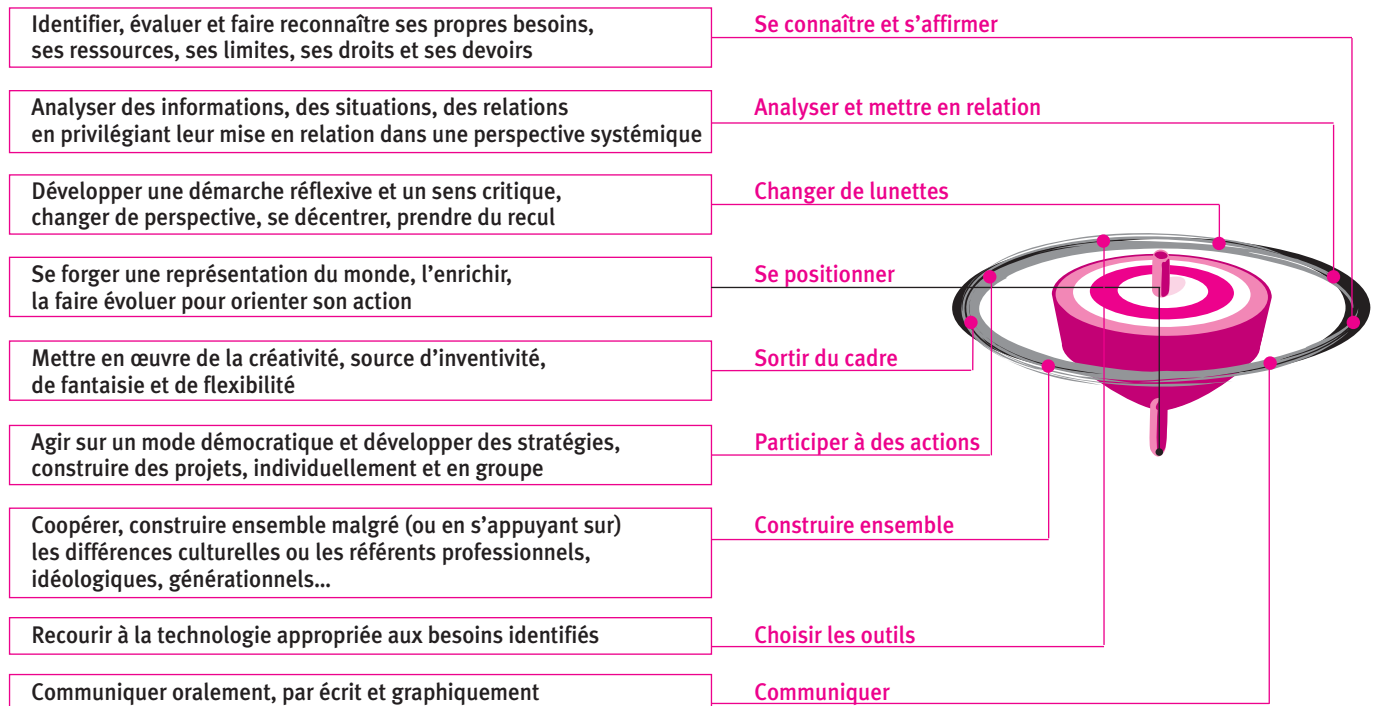 Identifier, évaluer et faire reconnaître ses propres besoins,
ses ressources, ses limites, ses droits et ses devoirs
Se connaître et s’affirmer
Analyser des informations, des situations, des relations
en privilégiant leur mise en relation dans une perspective systémique
Analyser et mettre en relation
Développer une démarche réflexive et un sens critique,
changer de perspective, se décentrer, prendre du recul
Changer de lunettes
Se forger une représentation du monde, l’enrichir,
la faire évoluer pour orienter son action
Se positionner
Mettre en œuvre de la créativité, source d’inventivité,
de fantaisie et de flexibilité
Sortir du cadre
Agir sur un mode démocratique et développer des stratégies,
construire des projets, individuellement et en groupe
Participer à des actions
Coopérer, construire ensemble malgré (ou en s’appuyant sur)
les différences culturelles ou les référents professionnels,
idéologiques, générationnels...
Construire ensemble
Recourir à la technologie appropriée aux besoins identifiés
Choisir les outils
Communiquer oralement, par écrit et graphiquement
Communiquer